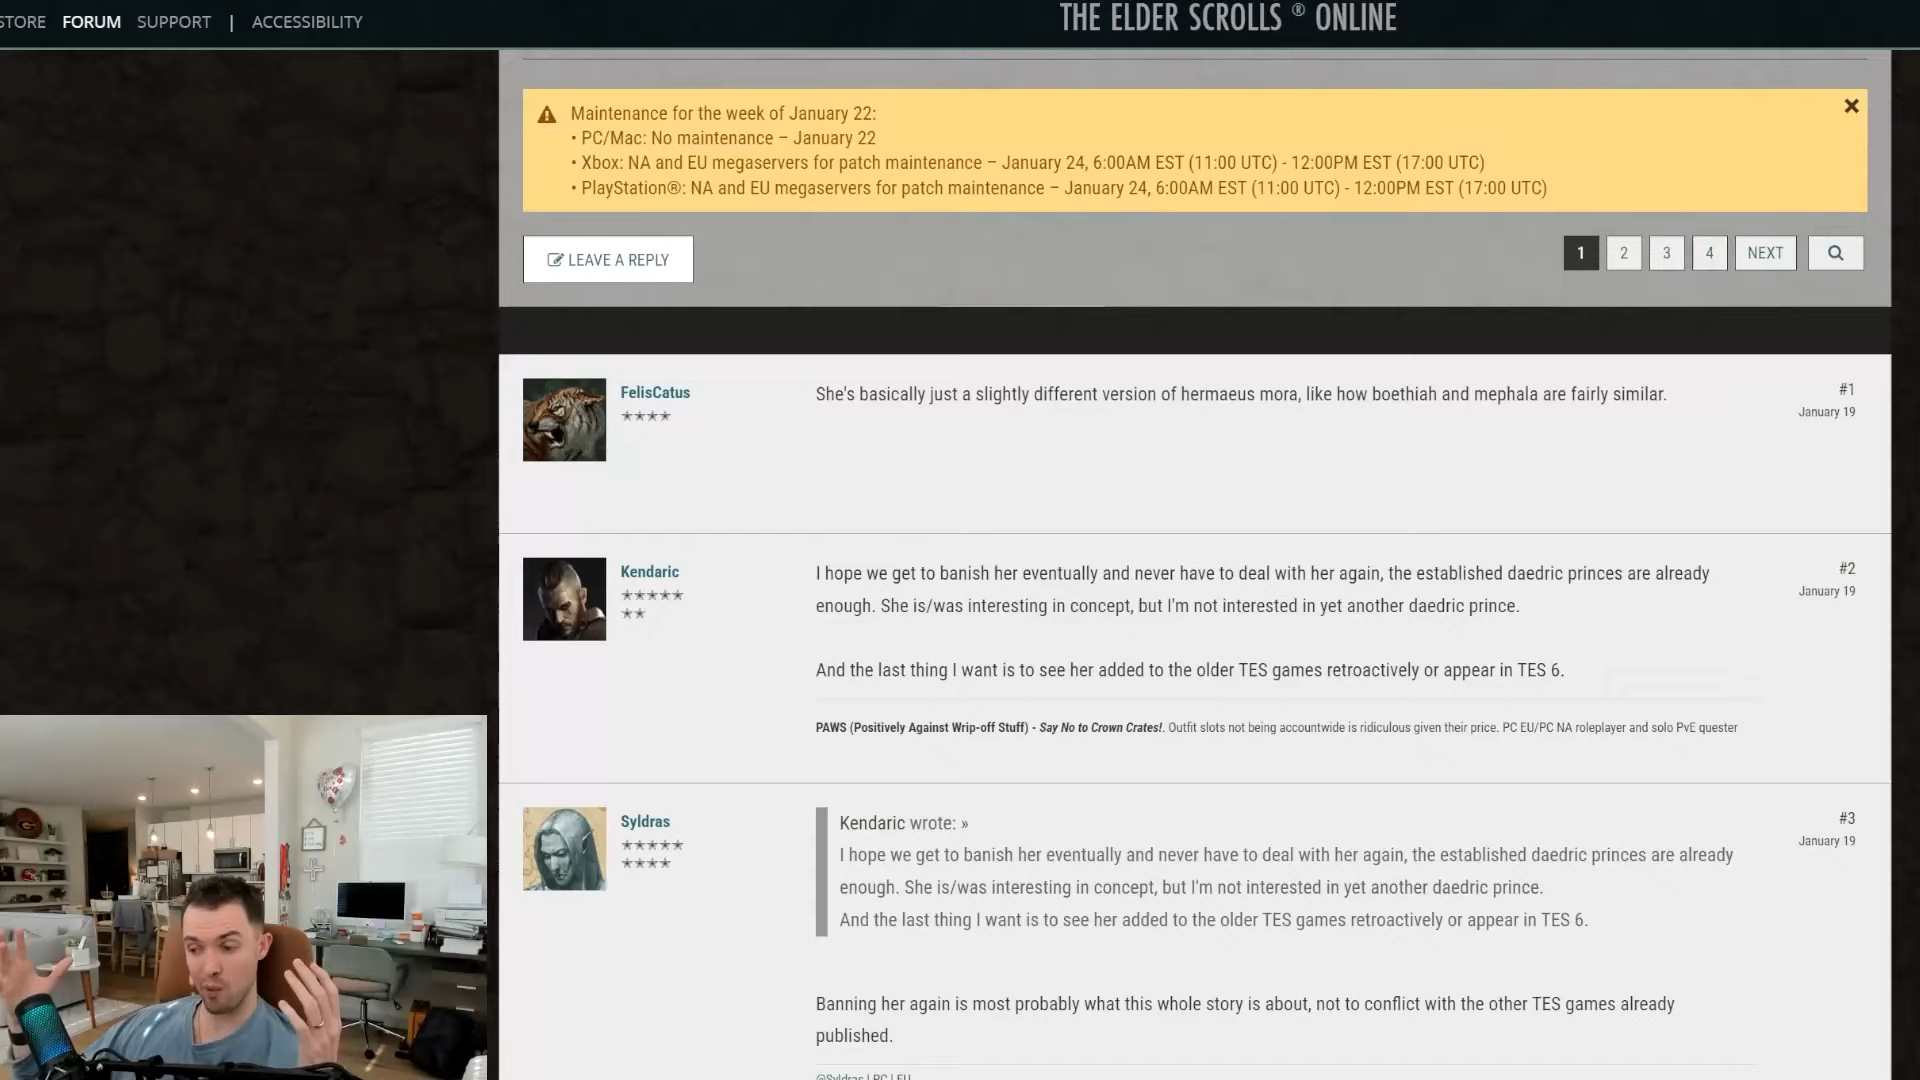 STORE FORUM SUPPORT | ACCESSIBILITY
THE ELDER SCROLLS ® ONLINE
Maintenance for the week of January 22:
• PC/Mac: No maintenance – January 22
• Xbox: NA and EU megaservers for patch maintenance – January 24, 6:00AM EST (11:00 UTC) - 12:00PM EST (17:00 UTC)
• PlayStation®: NA and EU megaservers for patch maintenance – January 24, 6:00AM EST (11:00 UTC) - 12:00PM EST (17:00 UTC)
LEAVE A REPLY
1 2 3 4 NEXT
FelisCatus
She's basically just a slightly different version of hermaeus mora, like how boethiah and mephala are fairly similar.
#1
January 19
Kendaric
I hope we get to banish her eventually and never have to deal with her again, the established daedric princes are already
enough. She is/was interesting in concept, but I'm not interested in yet another daedric prince.
And the last thing I want is to see her added to the older TES games retroactively or appear in TES 6.
PAWS (Positively Against Wrip-off Stuff) - Say No to Crown Crates!. Outfit slots not being accountwide is ridiculous given their price. PC EU/PC NA roleplayer and solo PvE quester
#2
January 19
Syldras
Kendaric wrote: »
I hope we get to banish her eventually and never have to deal with her again, the established daedric princes are already
enough. She is/was interesting in concept, but I'm not interested in yet another daedric prince.
And the last thing I want is to see her added to the older TES games retroactively or appear in TES 6.
#3
January 19
Banning her again is most probably what this whole story is about, not to conflict with the other TES games already
published.
@Syldras | PC | EU